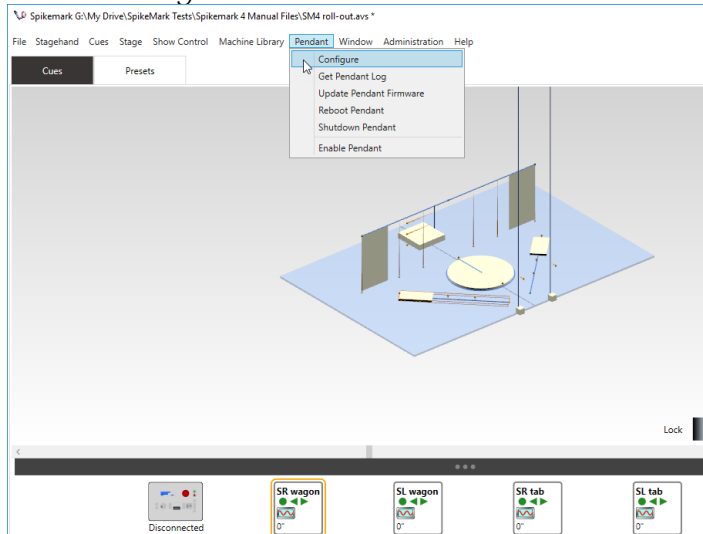 Spikemark G:\My Drive\SpikeMark Tests\Spikemark 4 Manual Files\SM4 roll-out.avs *
File Stagehand Cues Stage Show Control Machine Library Pendant Window Administration Help
Cues Presets
Configure
Get Pendant Log
Update Pendant Firmware
Reboot Pendant
Shutdown Pendant
Enable Pendant
Lock
SR wagon SL wagon SR tab SL tab
0" 0" 0" 0"
Disconnected